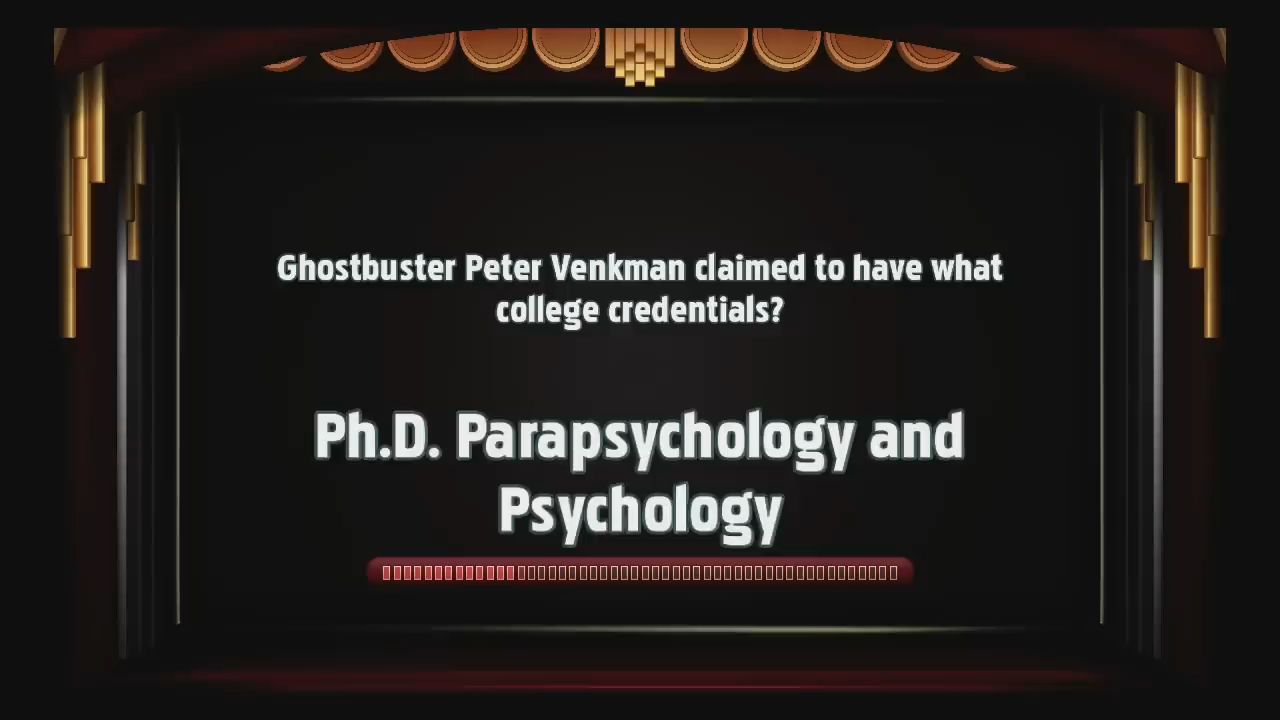 Ghostbuster Peter Venkman claimed to have what
college credentials?
Ph.D. Parapsychology and
Psychology